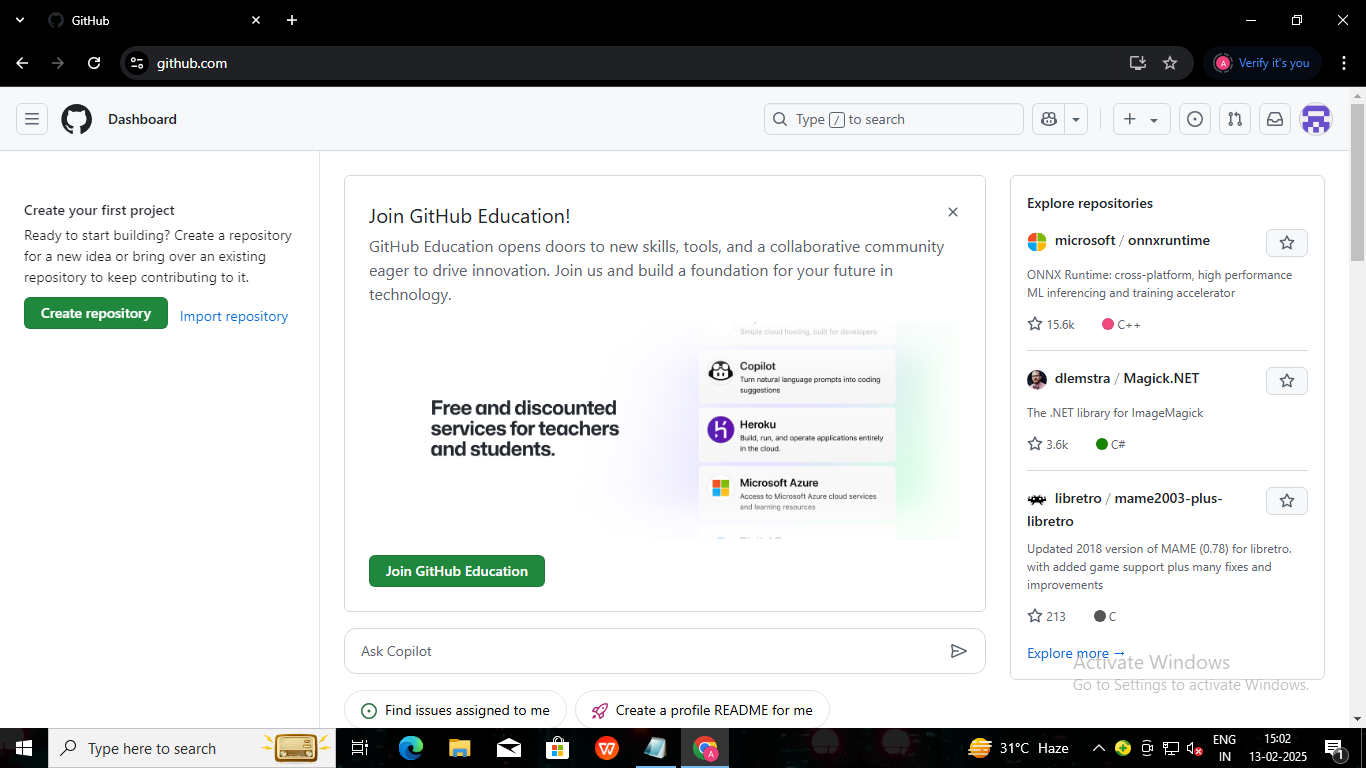 GitHub
github.com
Verify it's you
Dashboard
Type / to search
Create your first project
Ready to start building? Create a repository
for a new idea or bring over an existing
repository to keep contributing to it.
Create repository
Import repository
Join GitHub Education!
GitHub Education opens doors to new skills, tools, and a collaborative community
eager to drive innovation. Join us and build a foundation for your future in
technology.
Free and discounted
services for teachers
and students.
Simple cloud hosting, built for developers
Copilot
Turn natural language prompts into coding
suggestions
Heroku
Build, run, and operate applications entirely
in the cloud.
Microsoft Azure
Access to Microsoft Azure cloud services
and learning resources
Join GitHub Education
Ask Copilot
Find issues assigned to me
Create a profile README for me
Explore repositories
microsoft / onnxruntime
ONNX Runtime: cross-platform, high performance
ML inferencing and training accelerator
15.6k C++
dlemstra / Magick.NET
The .NET library for ImageMagick
3.6k C#
libretro / mame2003-plus-
libretro
Updated 2018 version of MAME (0.78) for libretro.
with added game support plus many fixes and
improvements
213 C
Explore more →
Activate Windows
Go to Settings to activate Windows.
Type here to search
31°C Haze
ENG
IN
15:02
13-02-2025
1